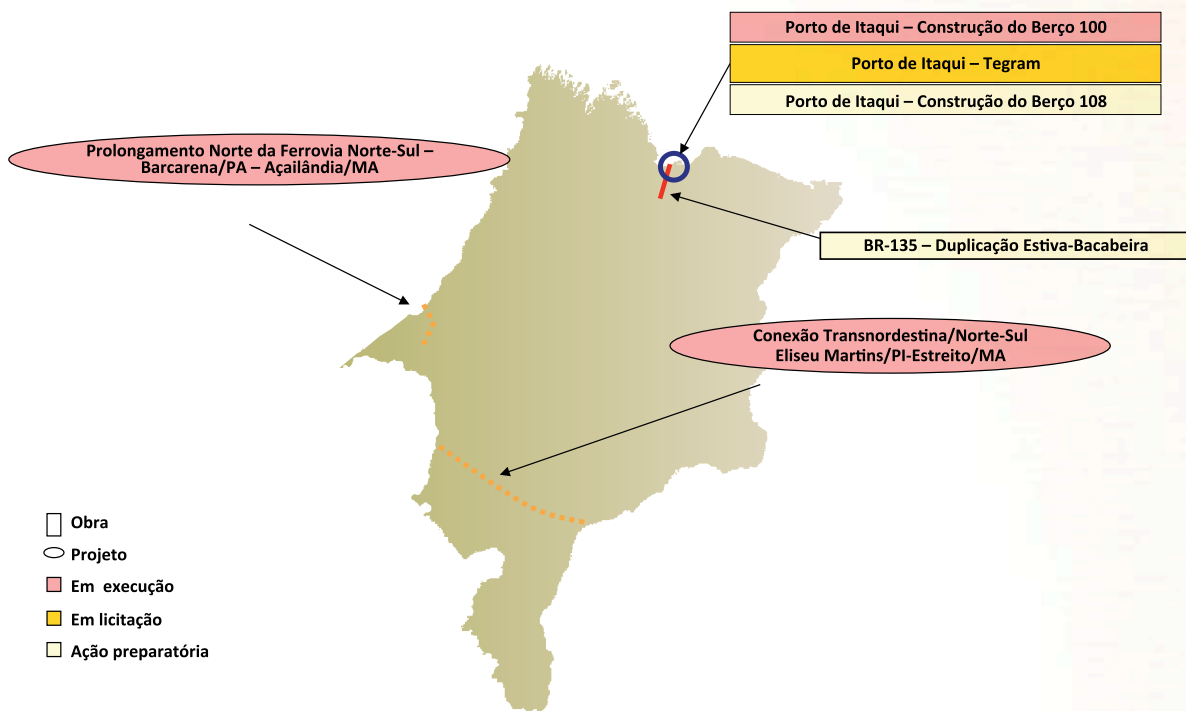 Porto de Itaqui – Construção do Berço 100
Porto de Itaqui – Tegram
Porto de Itaqui – Construção do Berço 108
Prolongamento Norte da Ferrovia Norte-Sul –
Barcarena/PA – Açailândia/MA
BR-135 – Duplicação Estiva-Bacabeira
Conexão Transnordestina/Norte-Sul
Eliseu Martins/PI-Estreito/MA
Obra
Projeto
Em execução
Em licitação
Ação preparatória